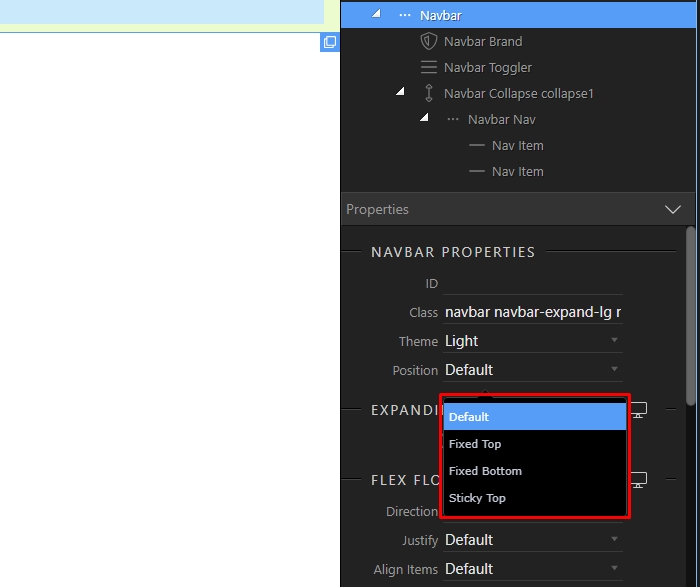 Navbar
Navbar Brand
Navbar Toggler
Navbar Collapse collapse1
Navbar Nav
Nav Item
Nav Item
Properties
NAVBAR PROPERTIES
ID
Class navbar navbar-expand-lg r
Theme Light
Position Default
EXPANDI
Default
Fixed Top
Fixed Bottom
FLEX FLO
Sticky Top
Direction
Justify Default
Align Items Default